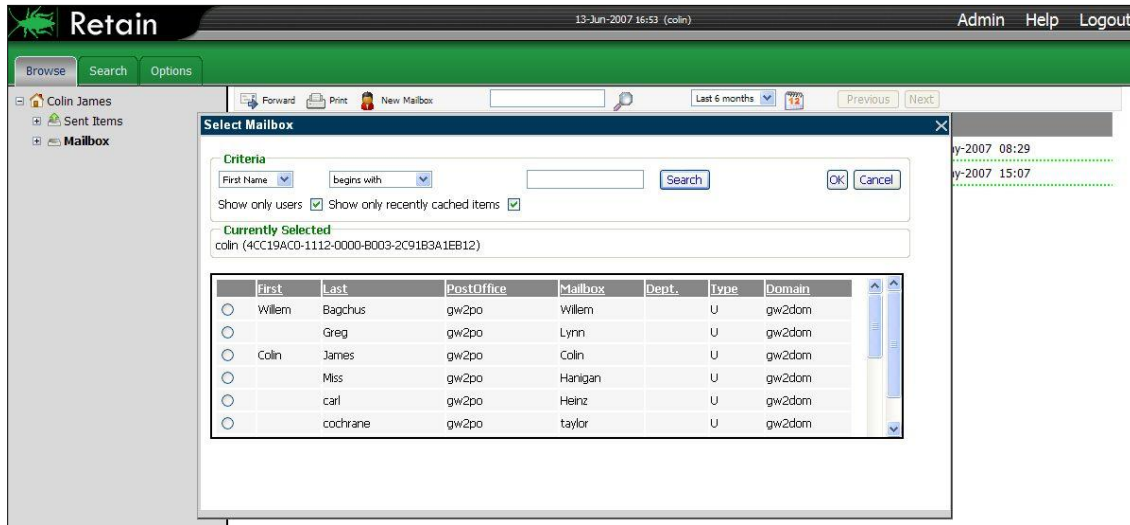 Retain
13-Jun-2007 16:53 (colin)
Admin Help Logout
Browse Search Options
Colin James
Sent Items
Mailbox
Forward Print New Mailbox Last 6 months 12 Previous Next
Select Mailbox
Criteria
First Name begins with Search OK Cancel
Show only users Show only recently cached items
Currently Selected
colin (4CC19AC0-1112-0000-B003-2C91B3A1EB12)
First Last PostOffice Mailbox Dept. Type Domain
Willem Bagchus gw2po Willem U gw2dom
Greg gw2po Lynn U gw2dom
Colin James gw2po Colin U gw2dom
Miss gw2po Hanigan U gw2dom
carl gw2po Heinz U gw2dom
cochrane gw2po taylor U gw2dom
ay-2007 08:29
ay-2007 15:07